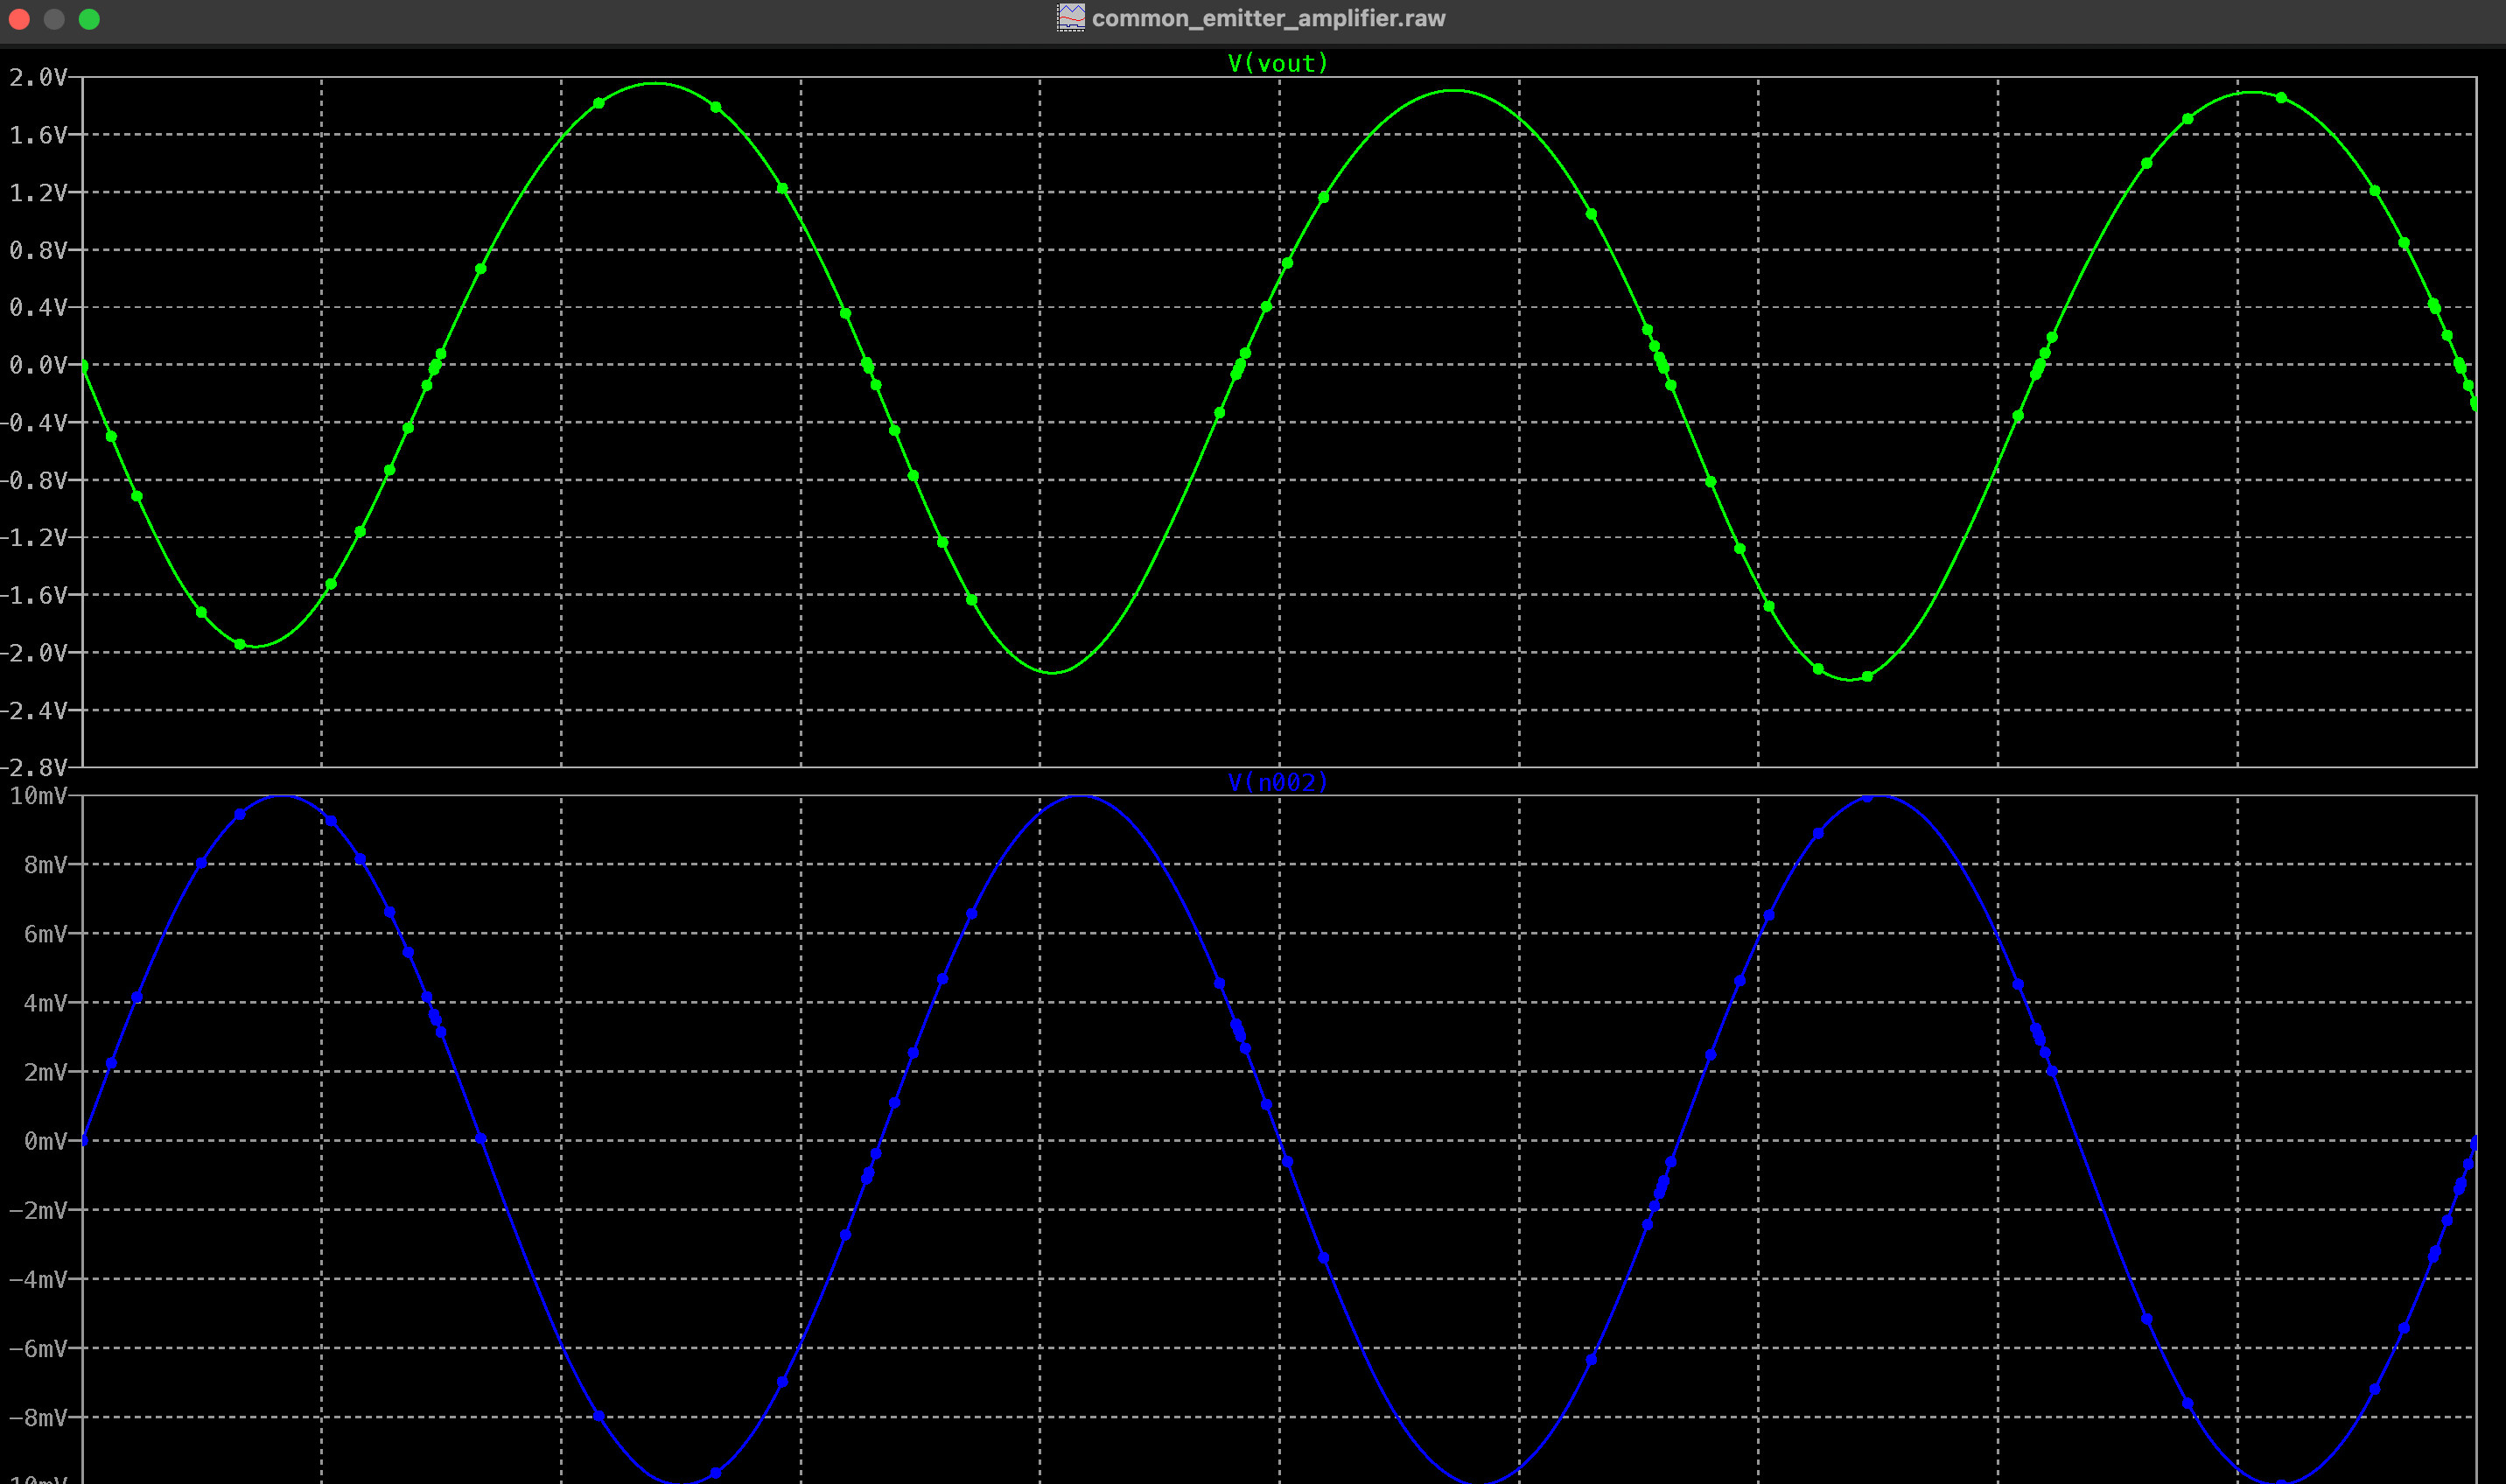 common_emitter_amplifier.raw
V(vout)
2.0V
1.6V
1.2V
0.8V
0.4V
0.0V
-0.4V
-0.8V
-1.2V
-1.6V
-2.0V
-2.4V
-2.8V
V(n002)
10mV
8mV
6mV
4mV
2mV
0mV
-2mV
-4mV
-6mV
-8mV